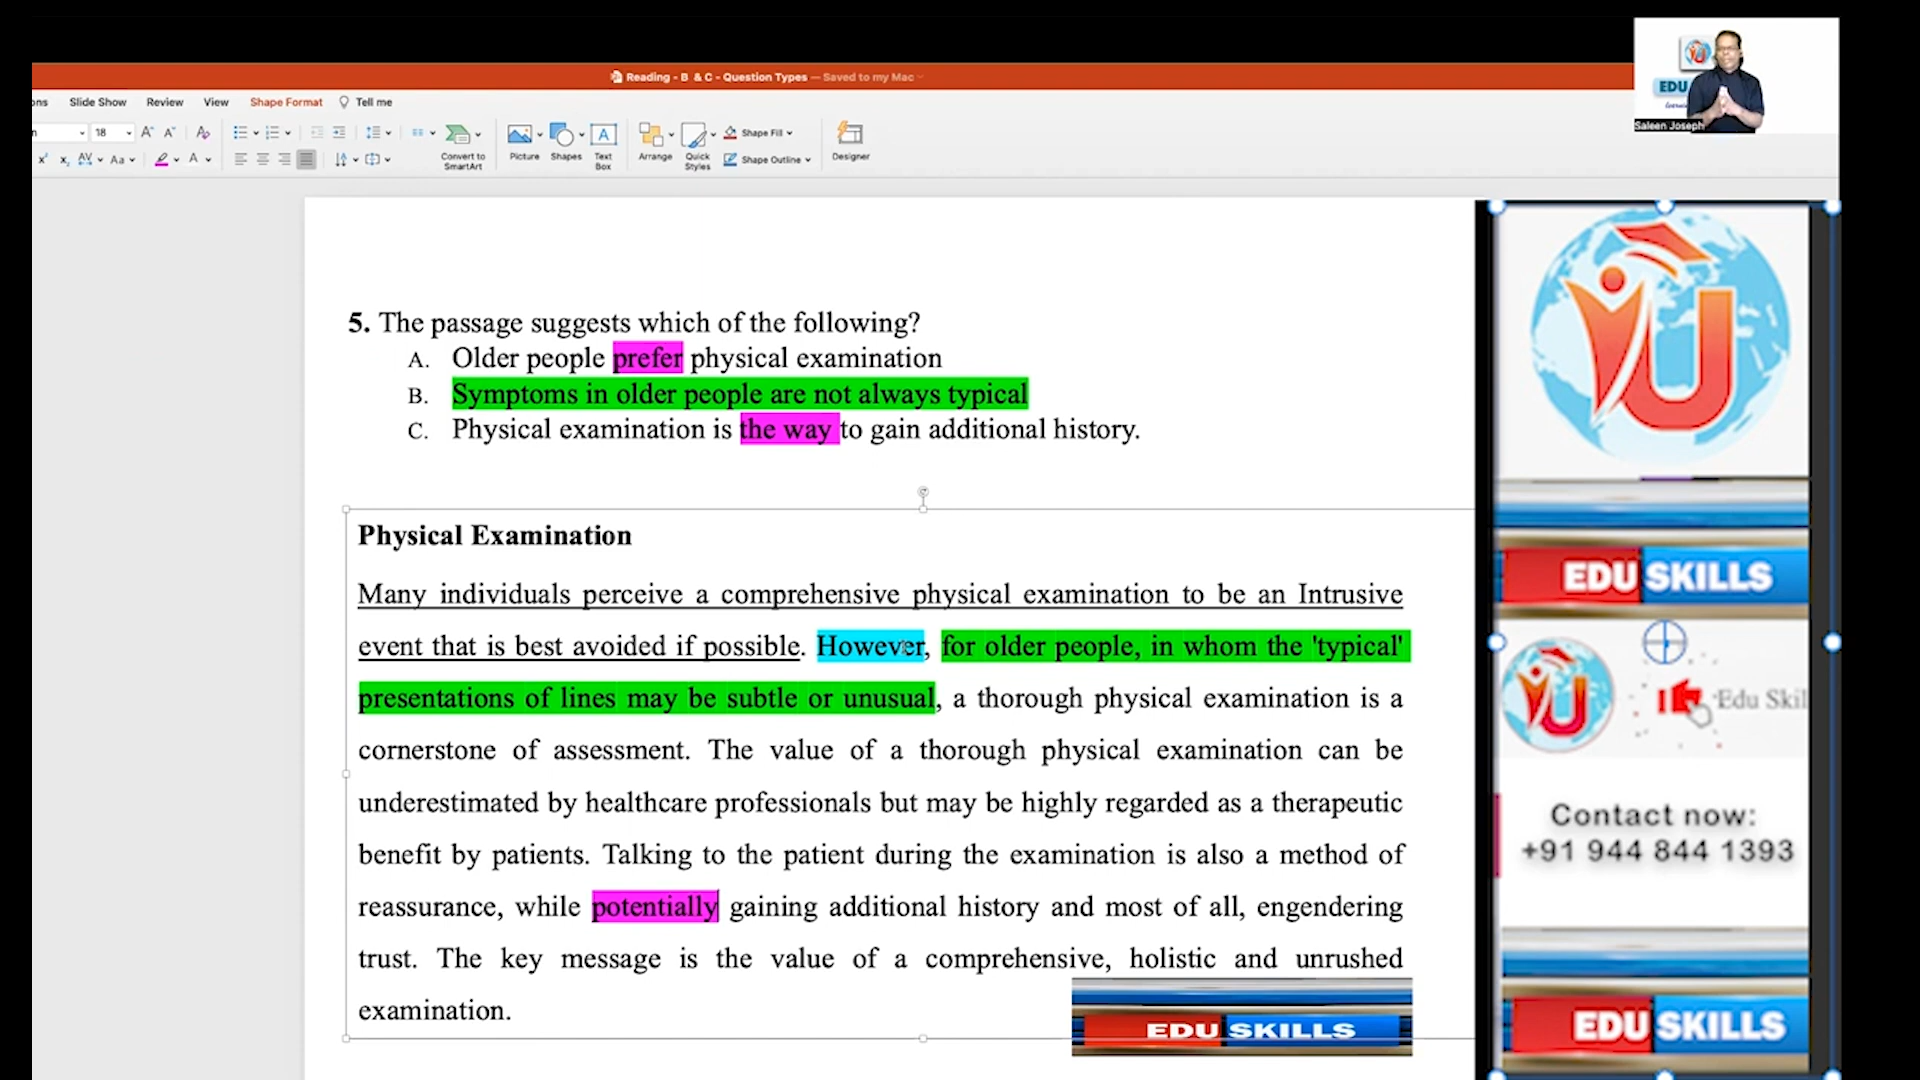 Reading - B & C - Question Types — Saved to my Mac
Slide Show Review View Shape Format Tell me
18
Aa
Convert to SmartArt
Picture
Shapes
Text Box
Arrange
Quick Styles
Shape Fill
Shape Outline
Designer
EDU
Saleen Joseph
5. The passage suggests which of the following?
A. Older people prefer physical examination
B. Symptoms in older people are not always typical
C. Physical examination is the way to gain additional history.
Physical Examination
Many individuals perceive a comprehensive physical examination to be an Intrusive
event that is best avoided if possible. However, for older people, in whom the 'typical'
presentations of lines may be subtle or unusual, a thorough physical examination is a
cornerstone of assessment. The value of a thorough physical examination can be
underestimated by healthcare professionals but may be highly regarded as a therapeutic
benefit by patients. Talking to the patient during the examination is also a method of
reassurance, while potentially gaining additional history and most of all, engendering
trust. The key message is the value of a comprehensive, holistic and unrushed
examination.
EDU SKILLS
U
EDU SKILLS
U
Edu Skil
Contact now:
+91 944 844 1393
EDU SKILLS